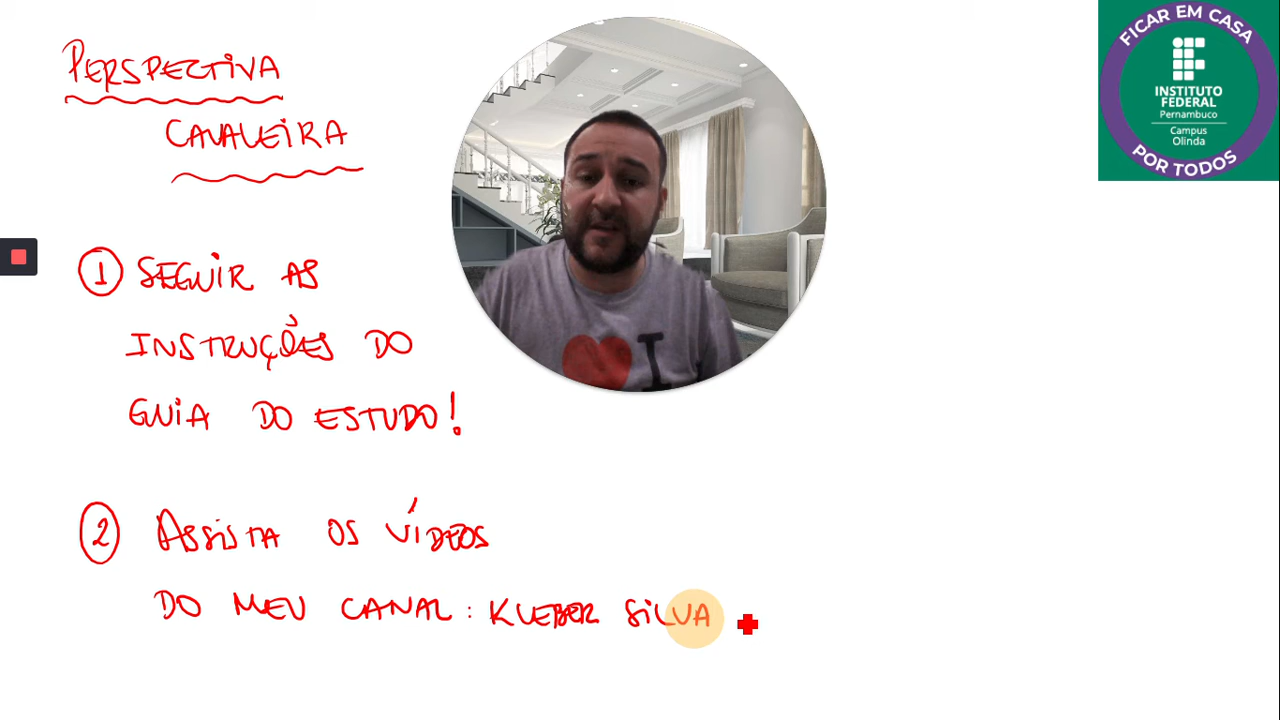 PERSPECTIVA
CAVALEIRA
1 SEGUIR AS
INSTRUÇÕES DO
GUIA DO ESTUDO!
2 ASSISTA OS VÍDEOS
DO MEU CANAL: KLEBER SILVA
I
FICAR EM CASA
INSTITUTO
FEDERAL
Pernambuco
Campus
Olinda
POR TODOS